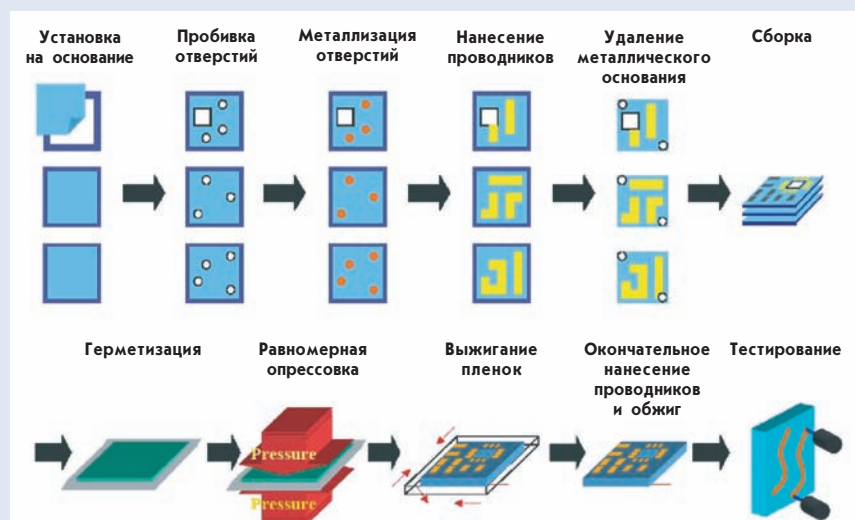 Установка
на основание
Пробивка
отверстий
Металлизация
отверстий
Нанесение
проводников
Удаление
металлического
основания
Сборка
Герметизация
Равномерная
опрессовка
Выжигание
пленок
Окончательное
нанесение
проводников
и обжиг
Тестирование
Pressure
Pressure